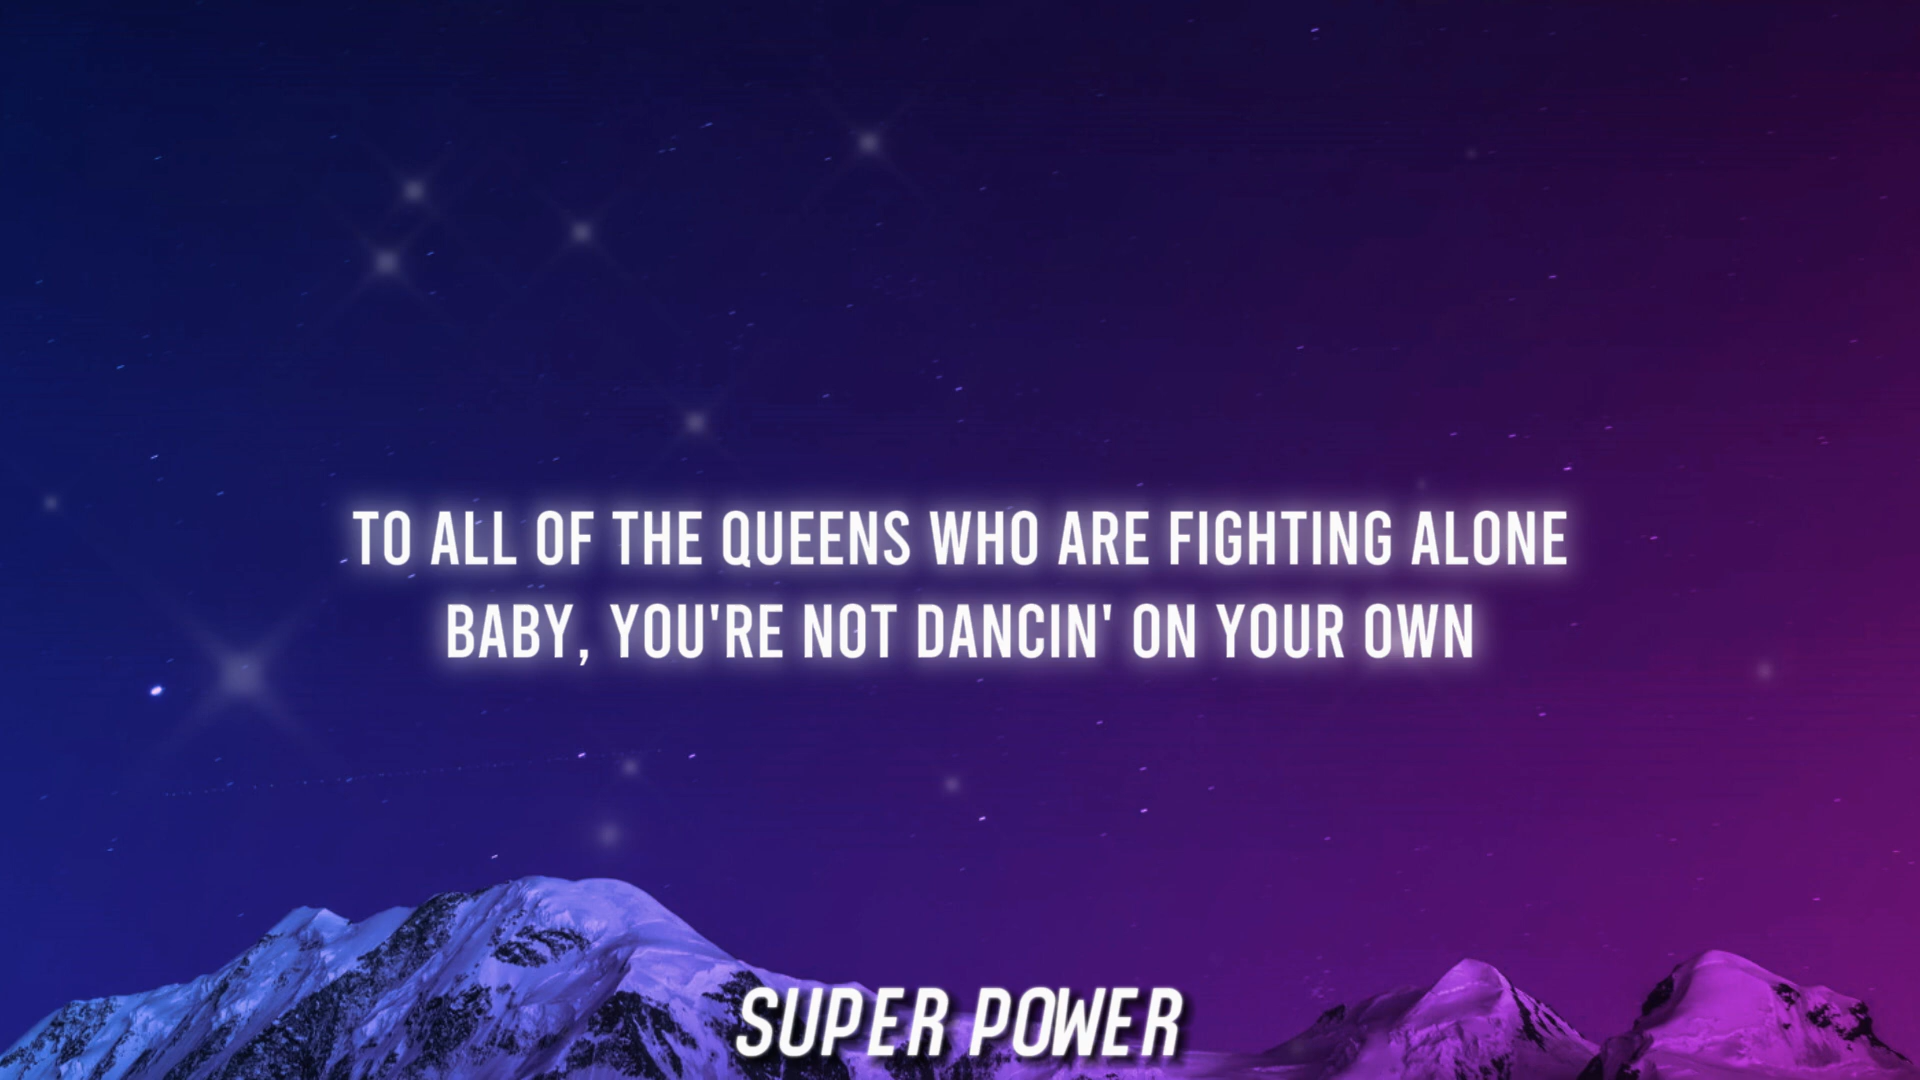 TO ALL OF THE QUEENS WHO ARE FIGHTING ALONE
BABY, YOU'RE NOT DANCIN' ON YOUR OWN
SUPER POWER